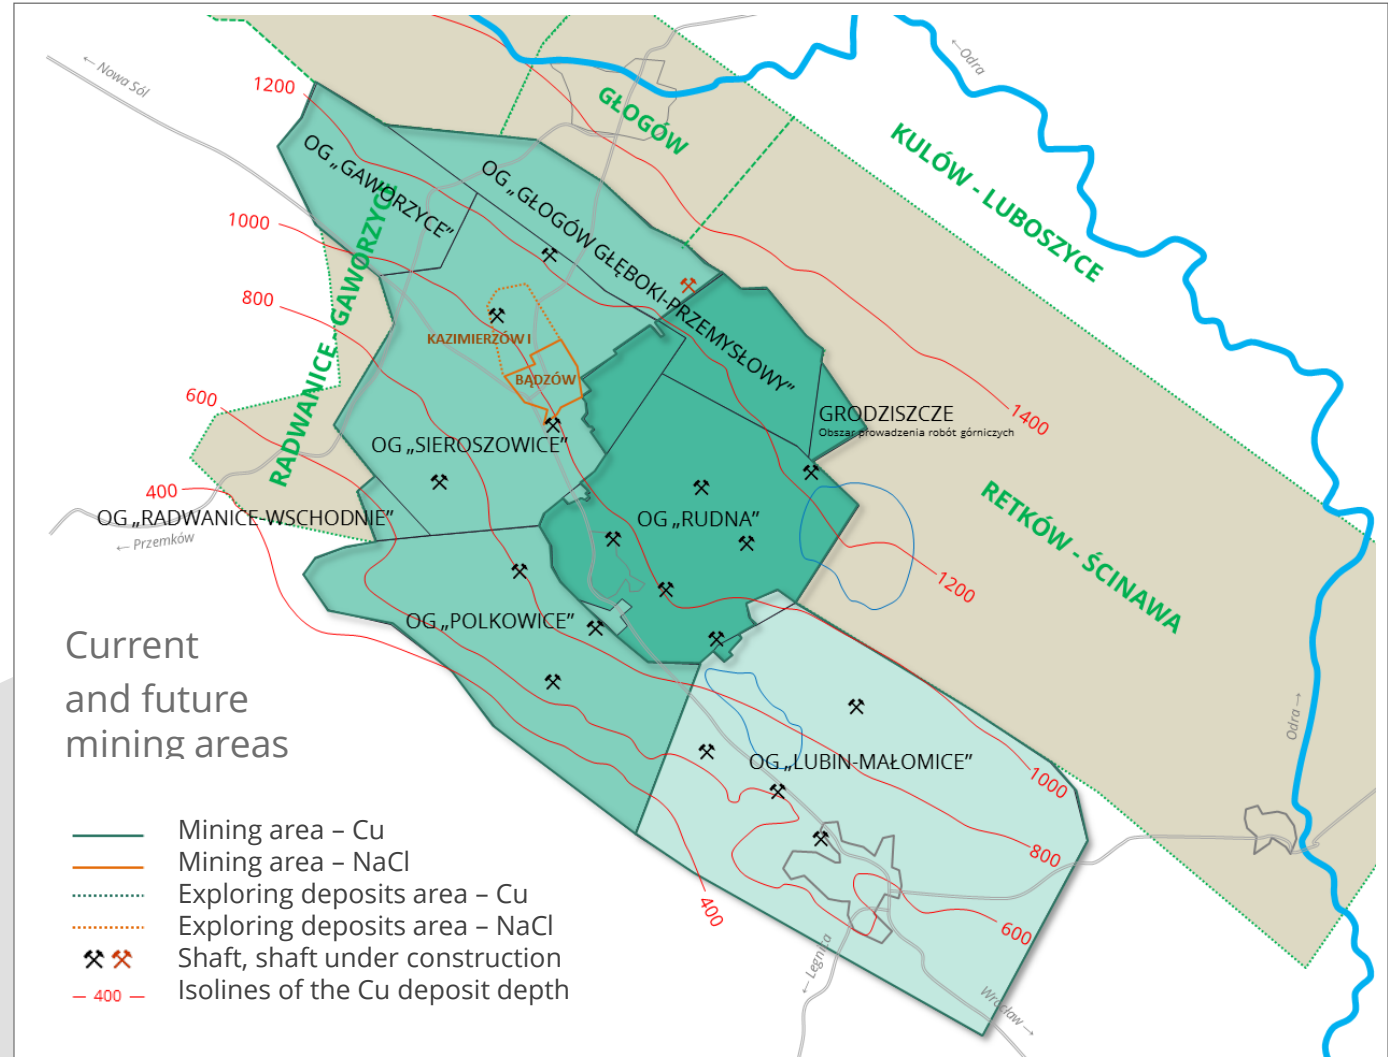 ← Nowa Sól
←Odra
1200
GŁOGÓW
KULÓW - LUBOSZYCE
OG „GAWORZYCE”
OG „GŁOGÓW GŁĘBOKI-PRZEMYSŁOWY”
RADWANICE - GAWORZYCE
1000
800
KAZIMIERZÓW I
BĄDZÓW
600
GRODZISZCZE
Obszar prowadzenia robót górniczych
1400
OG „SIEROSZOWICE”
400
OG „RADWANICE-WSCHODNIE”
← Przemków
OG „RUDNA”
RETKÓW - ŚCINAWA
1200
OG „POLKOWICE”
Current
and future
mining areas
Odra →
OG „LUBIN-MAŁOMICE”
1000
800
400
600
← Legnica
Wrocław →
Mining area – Cu
Mining area – NaCl
Exploring deposits area – Cu
Exploring deposits area – NaCl
Shaft, shaft under construction
400 Isolines of the Cu deposit depth